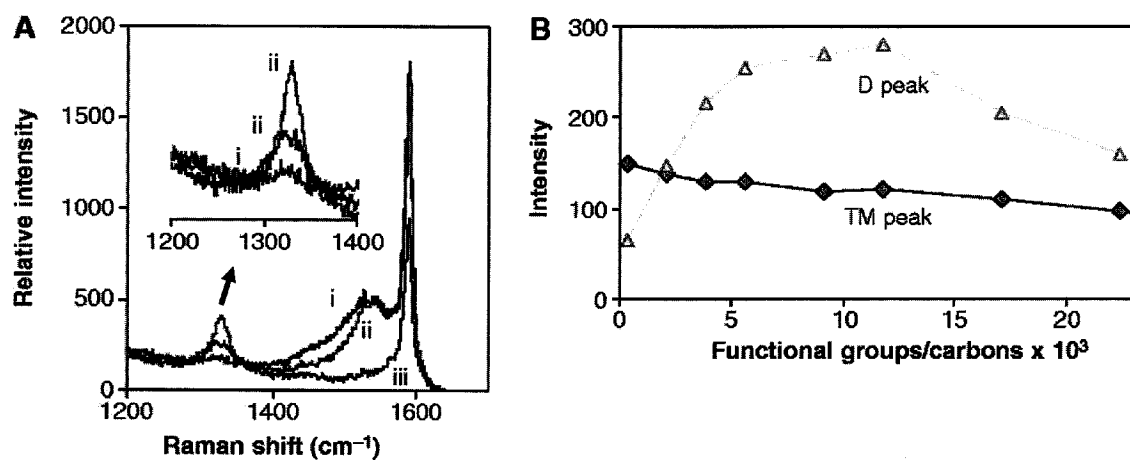 A
2000
1500
1000
500
0
Relative intensity
ii
ii
i
1200
1300
1400
i
ii
iii
1200
1400
1600
Raman shift (cm⁻¹)
B
300
200
100
0
Intensity
D peak
TM peak
0
5
10
15
20
Functional groups/carbons x 10³